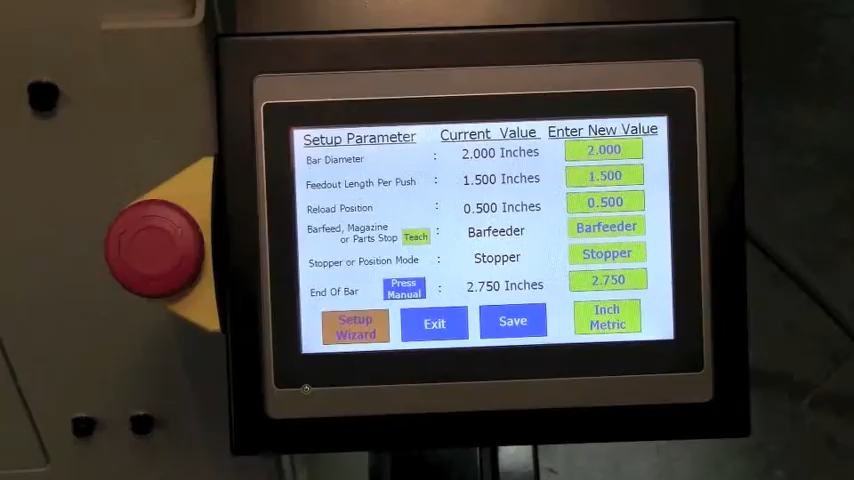 Setup Parameter Current Value Enter New Value
Bar Diameter : 2.000 Inches 2.000
Feedout Length Per Push : 1.500 Inches 1.500
Reload Position : 0.500 Inches 0.500
Barfeed, Magazine
or Parts Stop Teach : Barfeeder Barfeeder
Stopper or Position Mode : Stopper Stopper
End Of Bar Press Manual : 2.750 Inches 2.750
Setup Wizard Exit Save Inch Metric